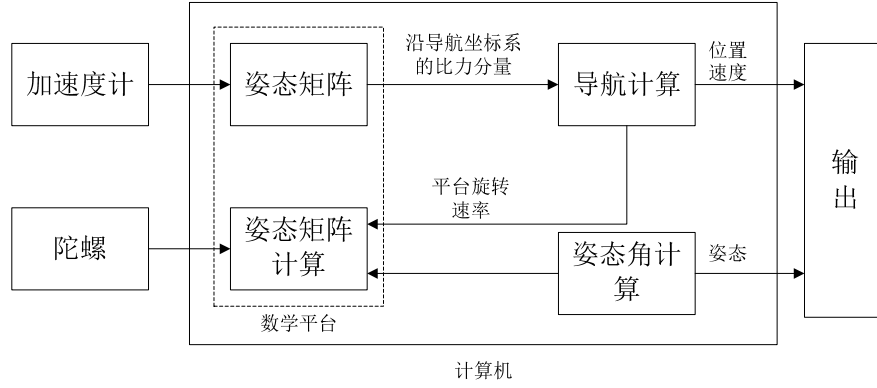 加速度计
姿态矩阵
沿导航坐标系
的比力分量
导航计算
位置
速度
输
出
平台旋转
速率
陀螺
姿态矩阵
计算
姿态角计
算
姿态
数学平台
计算机